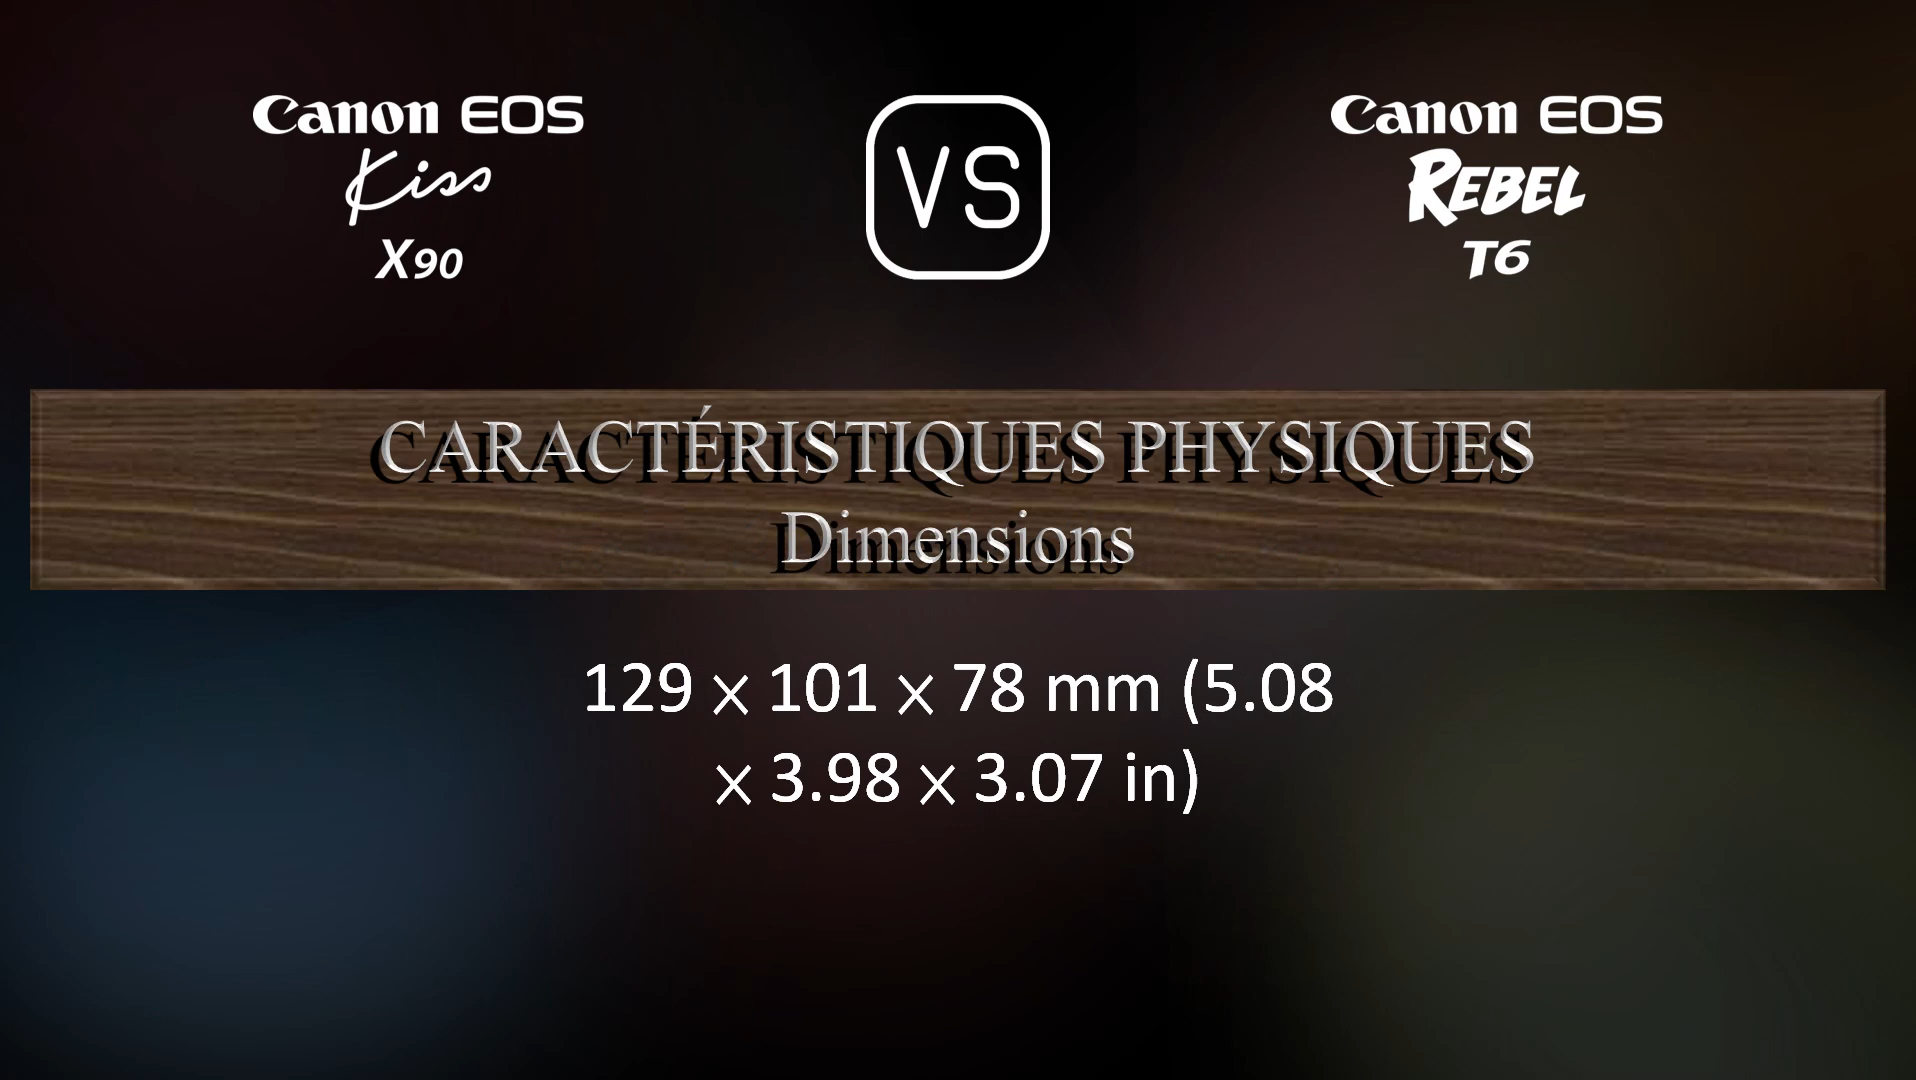 Canon EOS
Kiss
X90
VS
Canon EOS
REBEL
T6
CARACTÉRISTIQUES PHYSIQUES
Dimensions
129 x 101 x 78 mm (5.08
x 3.98 x 3.07 in)